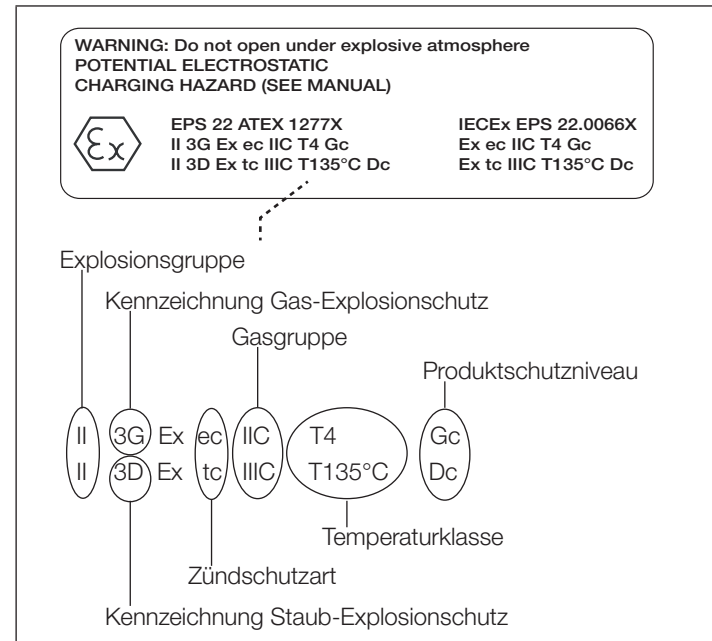 WARNING: Do not open under explosive atmosphere
POTENTIAL ELECTROSTATIC
CHARGING HAZARD (SEE MANUAL)
Ex
EPS 22 ATEX 1277X
II 3G Ex ec IIC T4 Gc
II 3D Ex tc IIIC T135°C Dc
IECEx EPS 22.0066X
Ex ec IIC T4 Gc
Ex tc IIIC T135°C Dc
Explosionsgruppe
Kennzeichnung Gas-Explosionschutz
Gasgruppe
Produktschutzniveau
II 3G Ex ec IIC T4 Gc
II 3D Ex tc IIIC T135°C Dc
Temperaturklasse
Zündschutzart
Kennzeichnung Staub-Explosionschutz